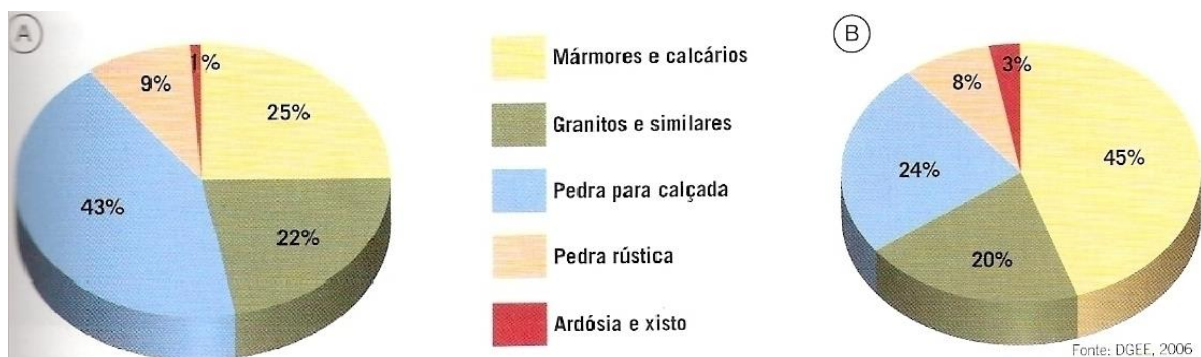 A
1%
9%
25%
43%
22%
Mármores e calcários
Granitos e similares
Pedra para calçada
Pedra rústica
Ardósia e xisto
B
3%
8%
45%
24%
20%
Fonte: DGEE, 2006